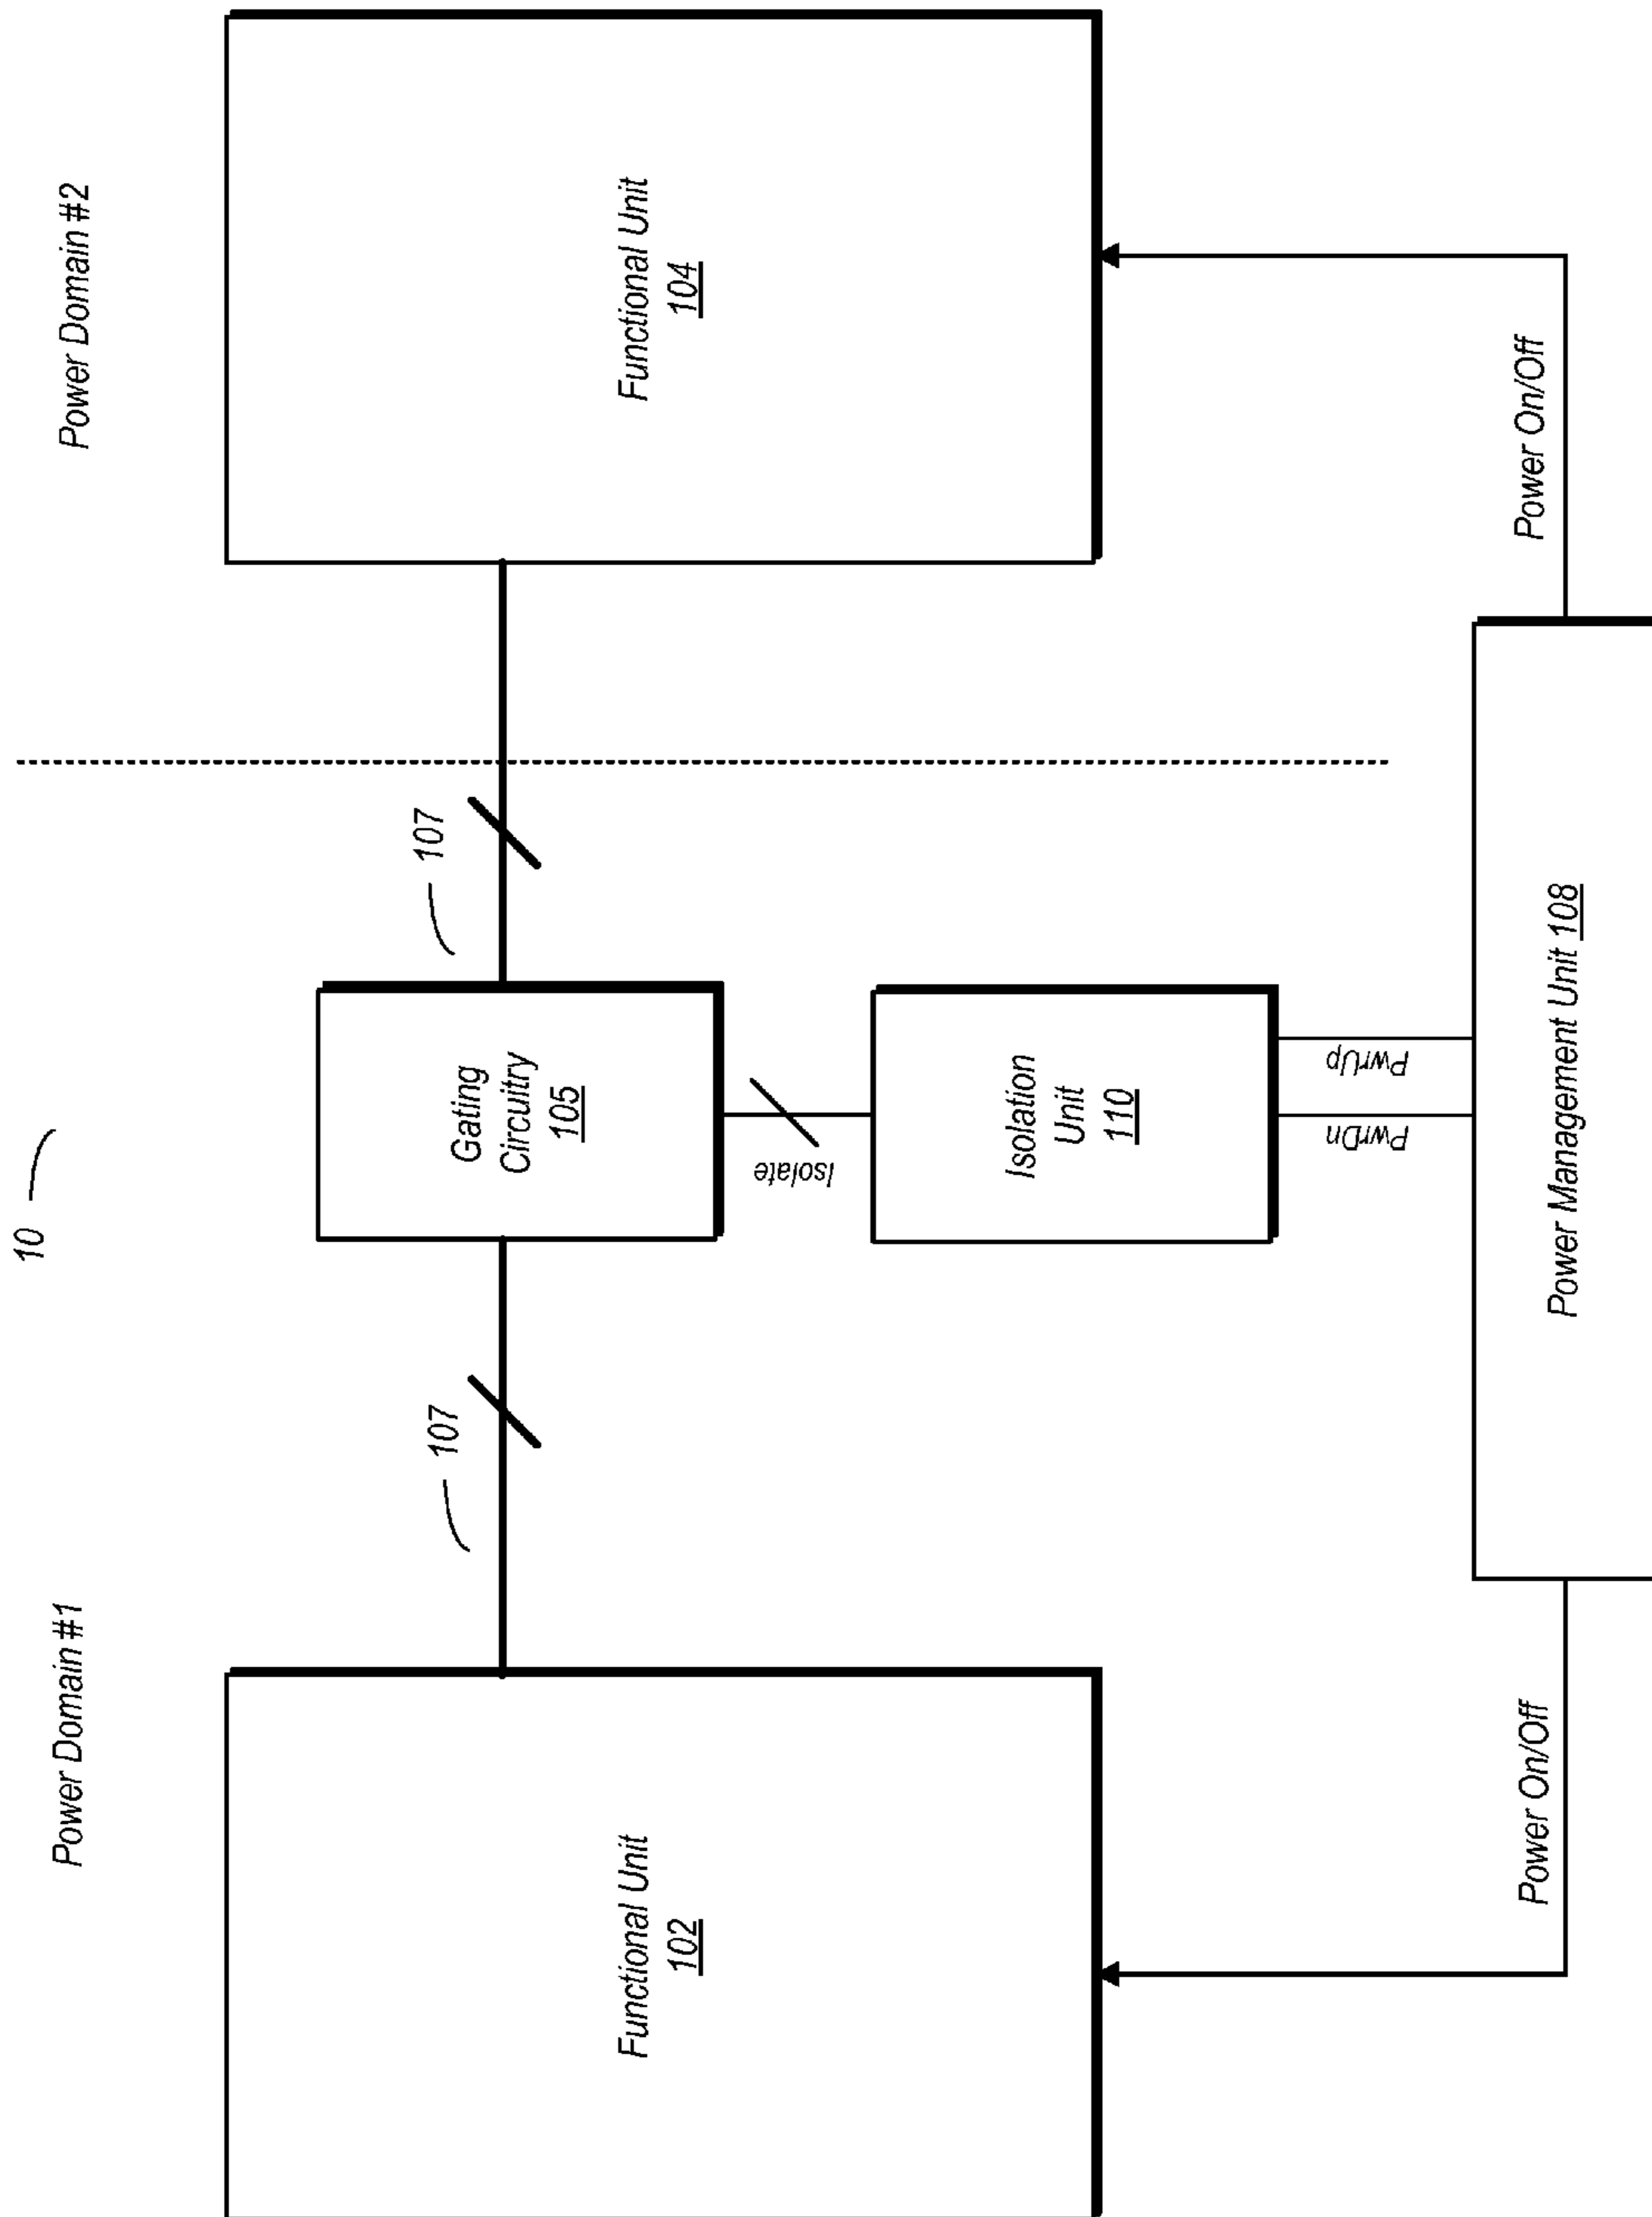 10
Power Domain #1
Power Domain #2
107
107
Functional Unit
102
Gating
Circuitry
105
Functional Unit
104
Isolate
Isolation
Unit
110
PwrDn
PwrUp
Power On/Off
Power On/Off
Power Management Unit 108